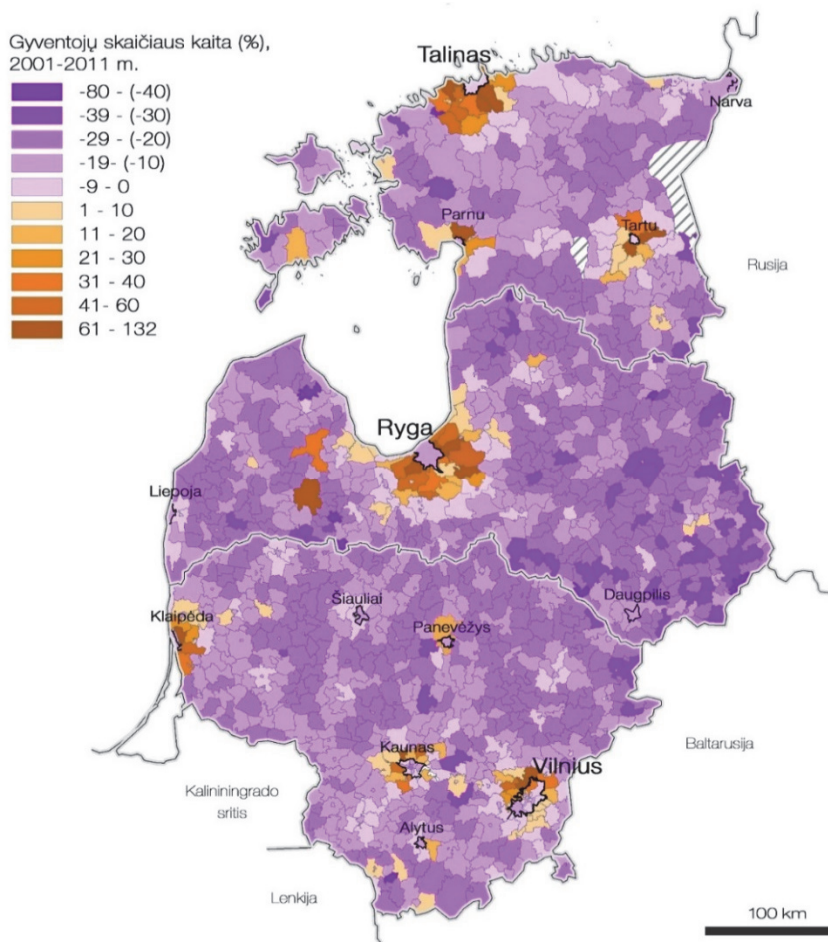 Gyventojų skaičiaus kaita (%),
2001-2011 m.
-80 - (-40)
-39 - (-30)
-29 - (-20)
-19- (-10)
-9 - 0
1 - 10
11 - 20
21 - 30
31 - 40
41- 60
61 - 132
Talinas
Narva
Parnu
Tartu
Rusija
Ryga
Liepoja
Šiauliai
Daugpilis
Klaipėda
Panevėžys
Kaunas
Vilnius
Baltarusija
Kalininingrado
sritis
Alytus
Lenkija
100 km